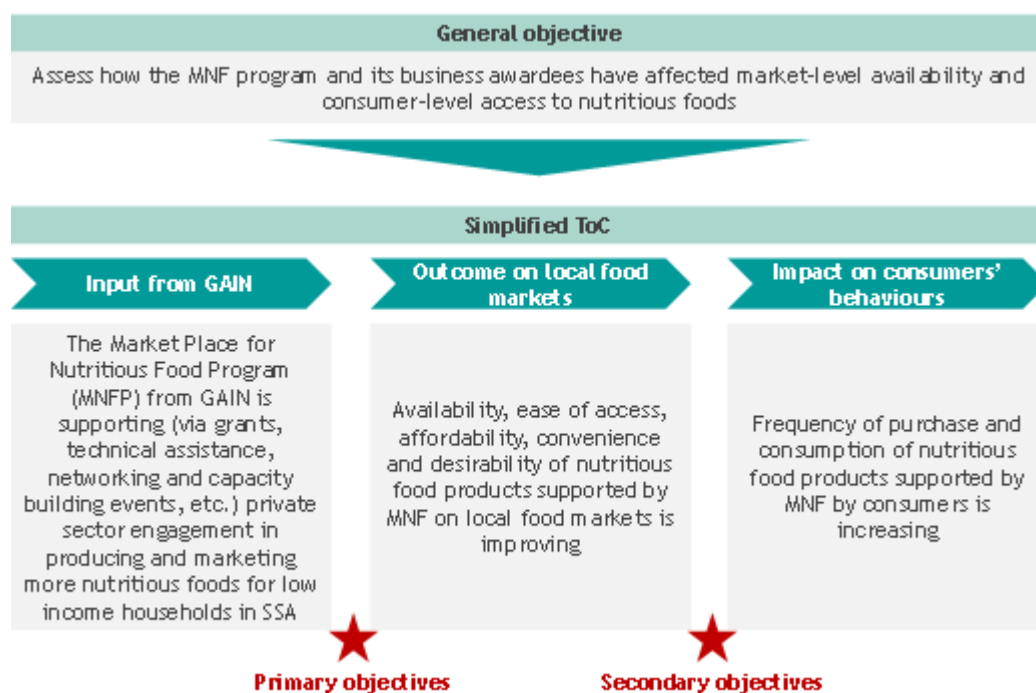 General objective
Assess how the MNF program and its business awardees have affected market-level availability and
consumer-level access to nutritious foods
Simplified ToC
Input from GAIN
The Market Place for
Nutritious Food Program
(MNFP) from GAIN is
supporting (via grants,
technical assistance,
networking and capacity
building events, etc.) private
sector engagement in
producing and marketing
more nutritious foods for low
income households in SSA
Outcome on local food
markets
Availability, ease of access,
affordability, convenience
and desirability of nutritious
food products supported by
MNF on local food markets is
improving
Impact on consumers’
behaviours
Frequency of purchase and
consumption of nutritious
food products supported by
MNF by consumers is
increasing
Primary objectives
Secondary objectives